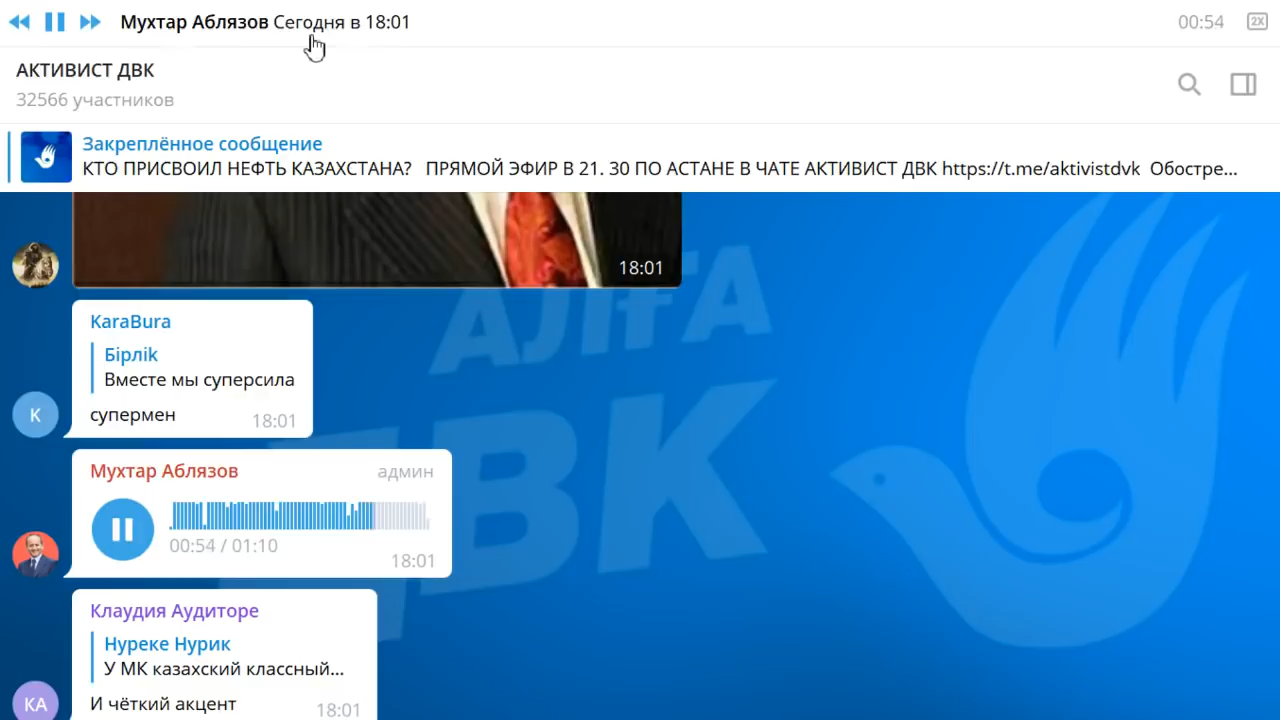 Мухтар Аблязов Сегодня в 18:01
00:54
2X
АКТИВИСТ ДВК
32566 участников
Закреплённое сообщение
КТО ПРИСВОИЛ НЕФТЬ КАЗАХСТАНА? ПРЯМОЙ ЭФИР В 21. 30 ПО АСТАНЕ В ЧАТЕ АКТИВИСТ ДВК https://t.me/aktivistdvk Обостре...
18:01
АЛҒА
ДВК
KaraBura
Бірлік
Вместе мы суперсила
K
супермен
18:01
Мухтар Аблязов
админ
00:54 / 01:10
18:01
Клаудия Аудиторе
Нуреке Нурик
У МК казахский классный...
КА
И чёткий акцент
18:01